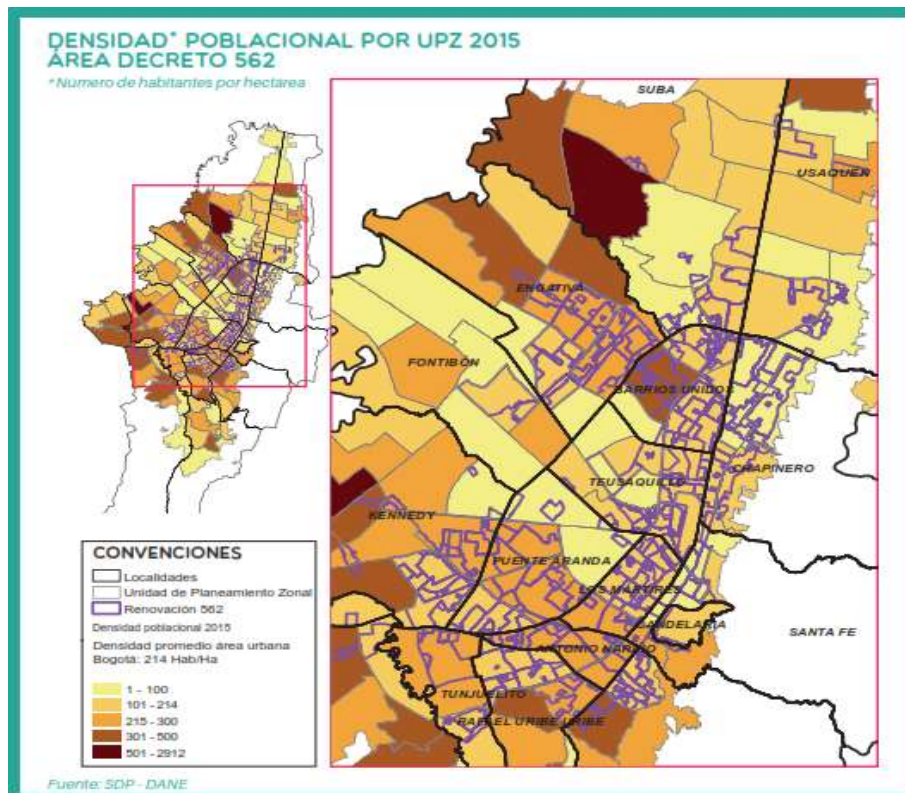 DENSIDAD* POBLACIONAL POR UPZ 2015
ÁREA DECRETO 562
*Número de habitantes por hectárea
SUBA
USAQUEN
ENGATIVA
FONTIBÓN
BARRIOS UNIDOS
CHAPINERO
TEUSAQUILLO
KENNEDY
PUENTE ARANDA
LOS MARTIRES
CANDELARIA
SANTA FE
ANTONIO NARIÑO
TUNJUELITO
RAFAEL URIBE URIBE
CONVENCIONES
Localidades
Unidad de Planeamiento Zonal
Renovación 562
Densidad poblacional 2015
Densidad promedio área urbana
Bogotá: 214 Hab/Ha
1 - 100
101 - 214
215 - 300
301 - 500
501 - 2912
Fuente: SDP - DANE